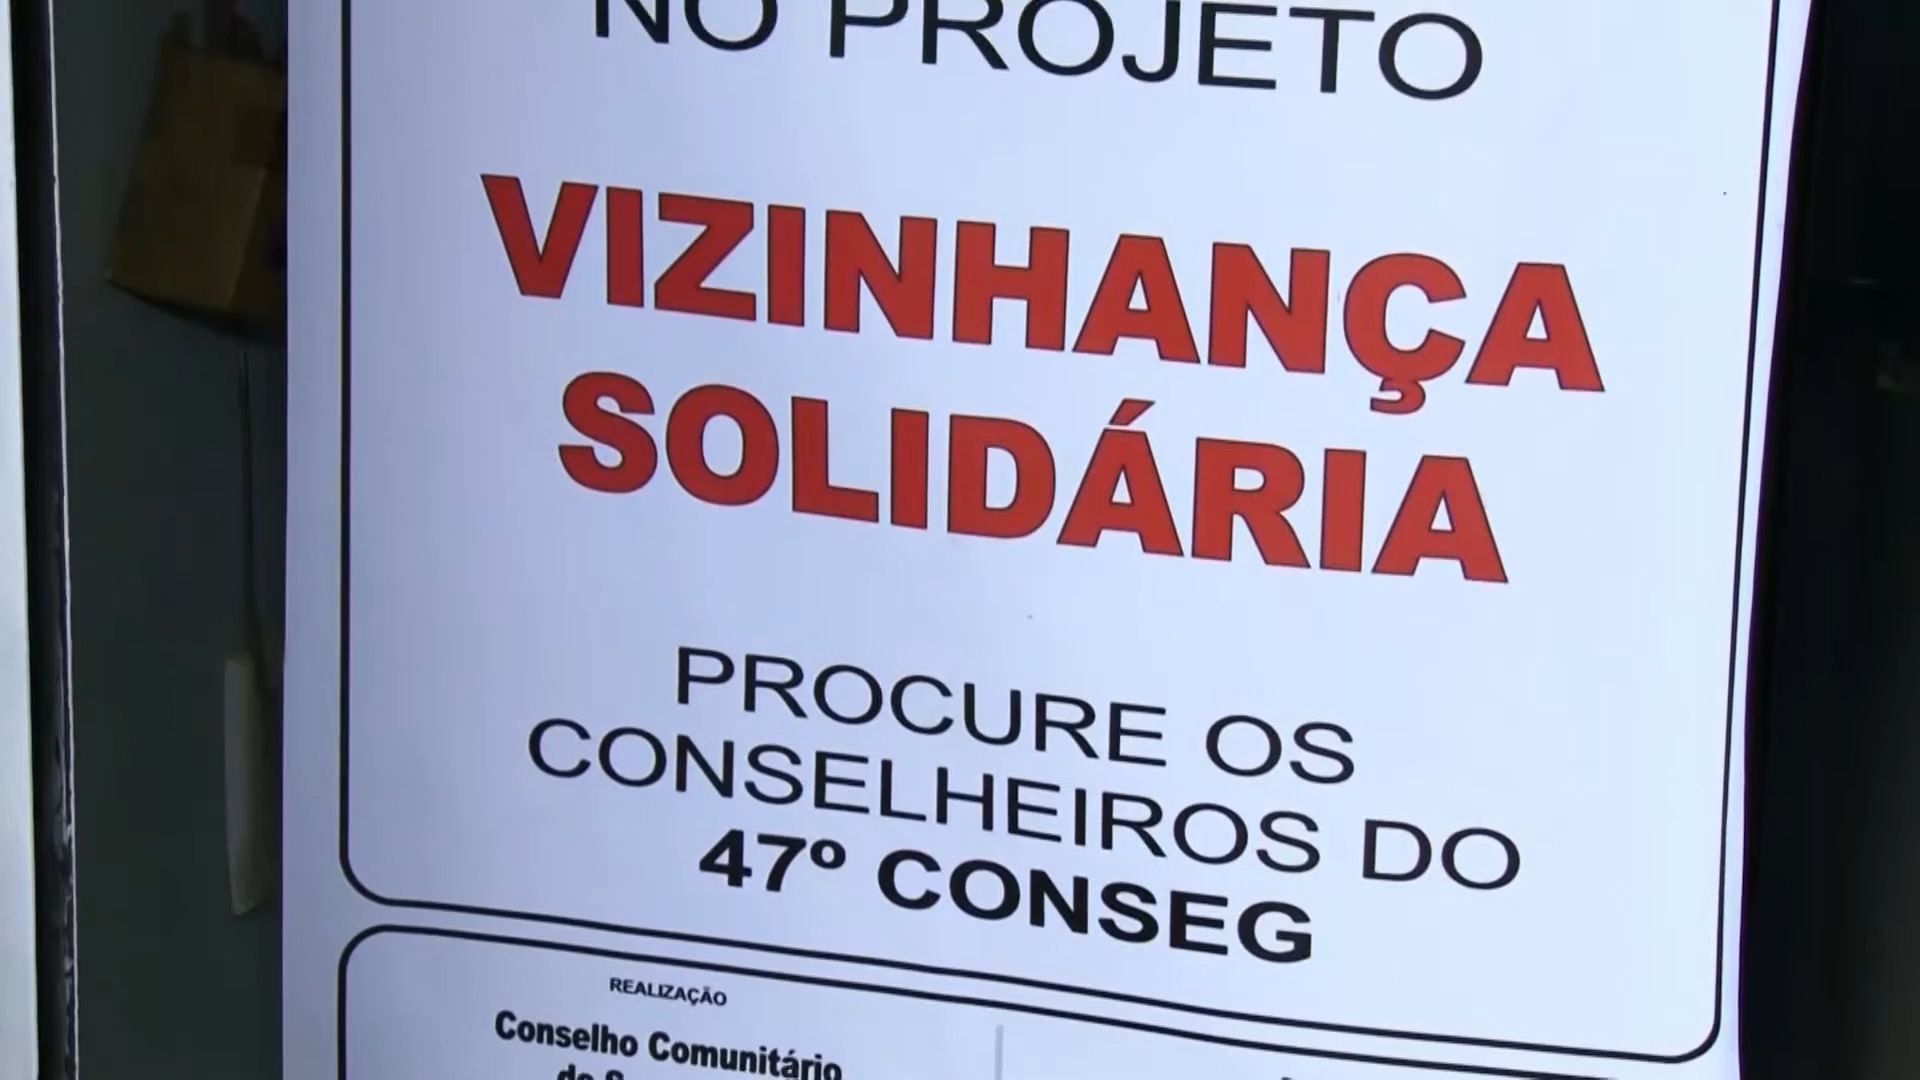 NO PROJETO
VIZINHANÇA
SOLIDÁRIA
PROCURE OS
CONSELHEIROS DO
47º CONSEG
REALIZAÇÃO
Conselho Comunitário